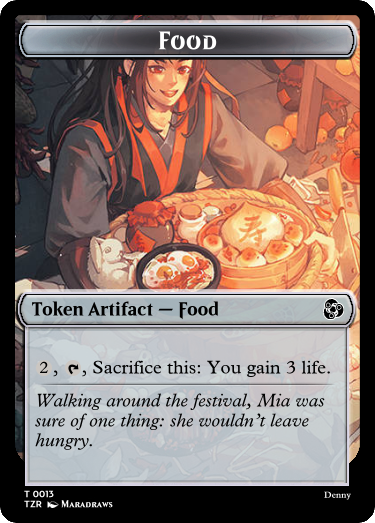 Food
寿
Token Artifact — Food
2, , Sacrifice this: You gain 3 life.
Walking around the festival, Mia was
sure of one thing: she wouldn't leave
hungry.
T 0013
TZR Maradraws
Denny